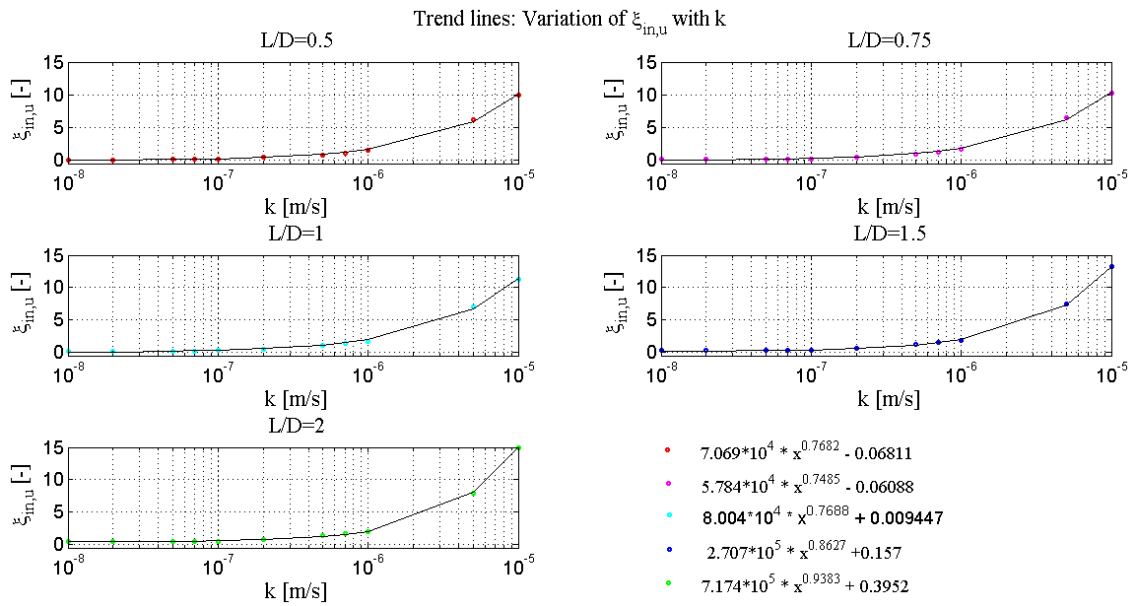 Trend lines: Variation of ξin,u with k
L/D=0.5
15
10
5
0
ξin,u [-]
10^-8
10^-7
10^-6
10^-5
k [m/s]
L/D=0.75
15
10
5
0
ξin,u [-]
10^-8
10^-7
10^-6
10^-5
k [m/s]
L/D=1
15
10
5
0
ξin,u [-]
10^-8
10^-7
10^-6
10^-5
k [m/s]
L/D=1.5
15
10
5
0
ξin,u [-]
10^-8
10^-7
10^-6
10^-5
k [m/s]
L/D=2
15
10
5
0
ξin,u [-]
10^-8
10^-7
10^-6
10^-5
k [m/s]
7.069*10^4 * x^0.7682 - 0.06811
5.784*10^4 * x^0.7485 - 0.06088
8.004*10^4 * x^0.7688 + 0.009447
2.707*10^5 * x^0.8627 +0.157
7.174*10^5 * x^0.9383 + 0.3952